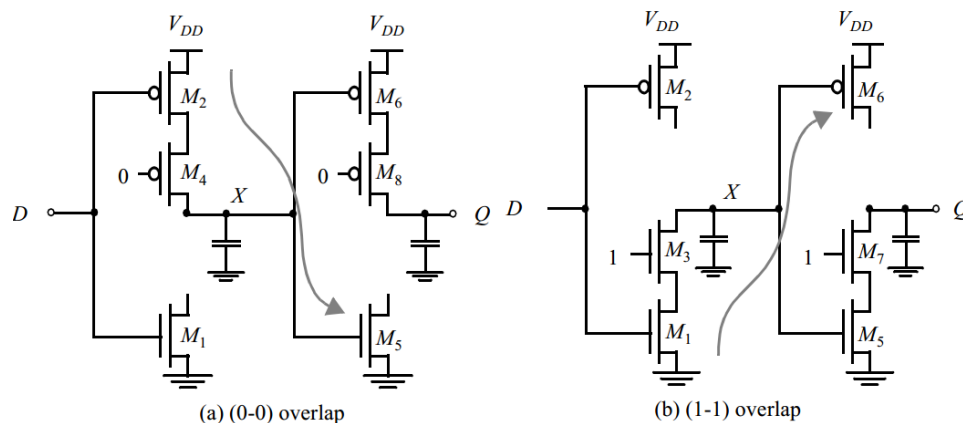 V_DD V_DD V_DD V_DD
M_2 M_6 M_2 M_6
0 M_4 0 M_8
X X
D Q D Q
1 M_3 1 M_7
M_1 M_5 M_1 M_5
(a) (0-0) overlap
(b) (1-1) overlap